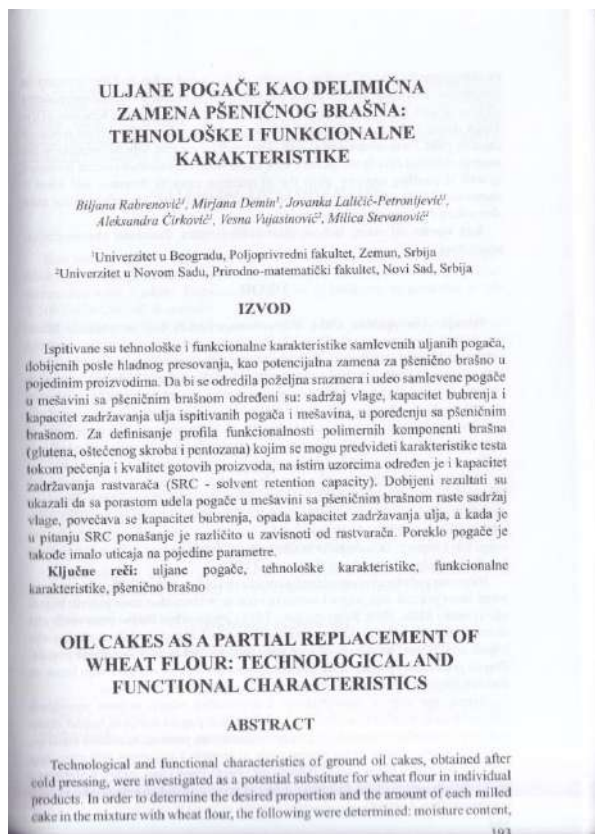 ULJANE POGAČE KAO DELIMIČNA
ZAMENA PŠENIČNOG BRAŠNA:
TEHNOLOŠKE I FUNKCIONALNE
KARAKTERISTIKE
Biljana Rabrenović¹, Mirjana Demin¹, Jovanka Laličić-Petronijević¹,
Aleksandra Ćirković¹, Vesna Vujasinović², Milica Stevanović²
¹Univerzitet u Beogradu, Poljoprivredni fakultet, Zemun, Srbija
²Univerzitet u Novom Sadu, Prirodno-matematički fakultet, Novi Sad, Srbija
IZVOD
Ispitivane su tehnološke i funkcionalne karakteristike samlevenih uljanih pogača,
dobijenih posle hladnog presovanja, kao potencijalna zamena za pšenično brašno u
pojedinim proizvodima. Da bi se odredila poželjna srazmera i udeo samlevene pogače
u mešavini sa pšeničnim brašnom određeni su: sadržaj vlage, kapacitet bubrenja i
kapacitet zadržavanja ulja ispitivanih pogača i mešavina, u poređenju sa pšeničnim
brašnom. Za definisanje profila funkcionalnosti polimernih komponenti brašna
(glutena, oštećenog skroba i pentozana) kojim se mogu predvideti karakteristike testa
tokom pečenja i kvalitet gotovih proizvoda, na istim uzorcima određen je i kapacitet
zadržavanja rastvarača (SRC - solvent retention capacity). Dobijeni rezultati su
ukazali da sa porastom udela pogače u mešavini sa pšeničnim brašnom raste sadržaj
vlage, povećava se kapacitet bubrenja, opada kapacitet zadržavanja ulja, a kada je
u pitanju SRC ponašanje je različito u zavisnosti od rastvarača. Poreklo pogače je
takođe imalo uticaja na pojedine parametre.
Ključne reči: uljane pogače, tehnološke karakteristike, funkcionalne
karakteristike, pšenično brašno
OIL CAKES AS A PARTIAL REPLACEMENT OF
WHEAT FLOUR: TECHNOLOGICAL AND
FUNCTIONAL CHARACTERISTICS
ABSTRACT
Technological and functional characteristics of ground oil cakes, obtained after
cold pressing, were investigated as a potential substitute for wheat flour in individual
products. In order to determine the desired proportion and the amount of each milled
cake in the mixture with wheat flour, the following were determined: moisture content,